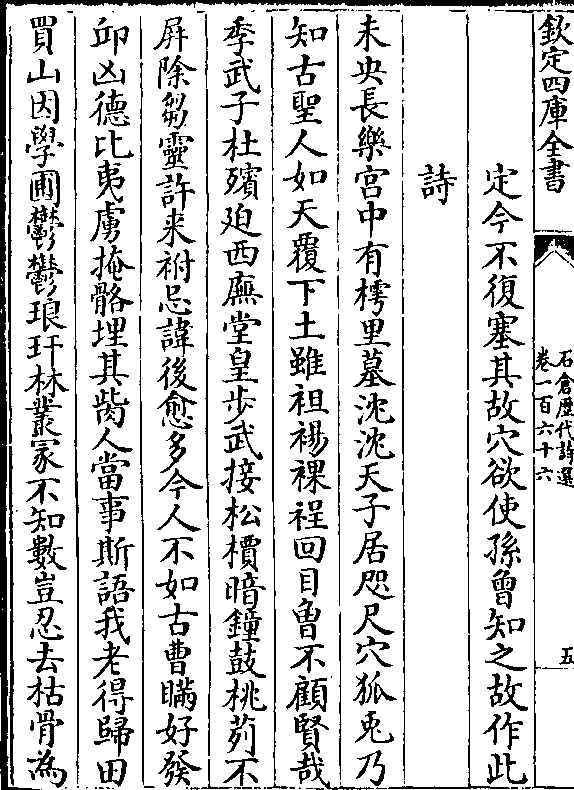 欽定四庫全書
石倉歷代詩選
卷一百六十六
五
定今不復塞其故穴欲使孫曾知之故作此
詩
未央長樂宫中有樗里墓沈沈天子居咫尺穴狐兎乃
知古聖人如天覆下土雖袒裼裸裎回目曾不顧賢哉
季武子杜殯廹西廡堂皇步武接松檟暗鐘鼓桃茢不
屏除芻靈許来祔忌諱後愈多今人不如古曹瞞好發
邱凶德比夷虜掩骼埋其胔人當事斯語我老得歸田
買山因學圃鬱鬱琅玕林叢冢不知數豈忍去枯骨為